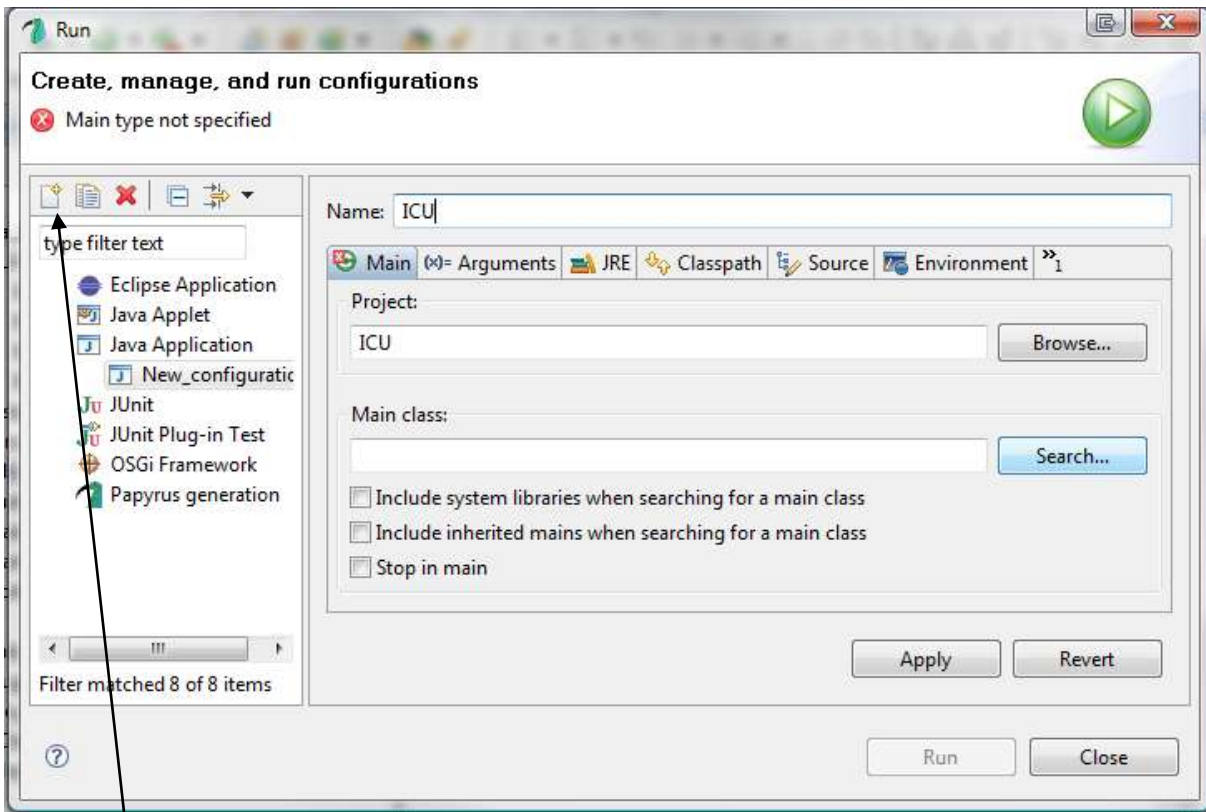 Run
Create, manage, and run configurations
Main type not specified
type filter text
Eclipse Application
Java Applet
Java Application
New_configuratic
JUnit
JUnit Plug-in Test
OSGi Framework
Papyrus generation
Filter matched 8 of 8 items
Name: ICU
Main (x)= Arguments JRE Classpath Source Environment »1
Project:
ICU Browse...
Main class:
Search...
Include system libraries when searching for a main class
Include inherited mains when searching for a main class
Stop in main
Apply Revert
Run Close